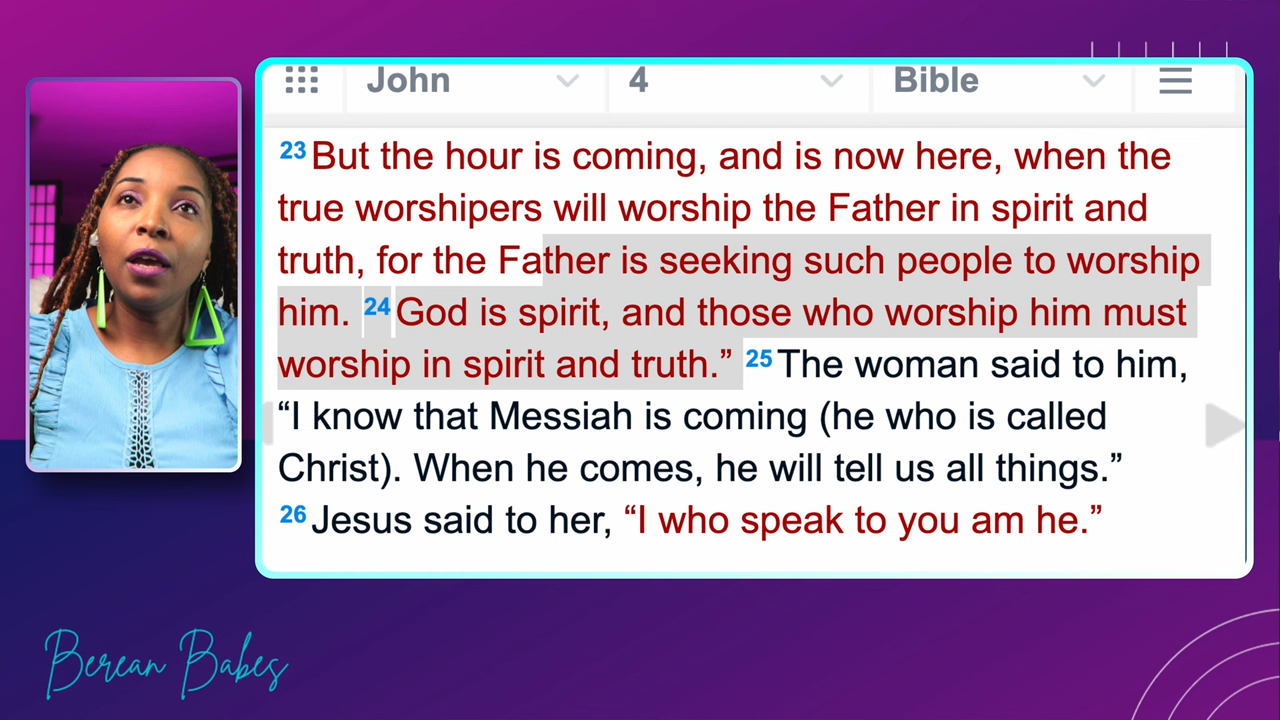 John 4 Bible
23 But the hour is coming, and is now here, when the
true worshipers will worship the Father in spirit and
truth, for the Father is seeking such people to worship
him. 24 God is spirit, and those who worship him must
worship in spirit and truth.” 25 The woman said to him,
“I know that Messiah is coming (he who is called
Christ). When he comes, he will tell us all things.”
26 Jesus said to her, “I who speak to you am he.”
Berean Babes